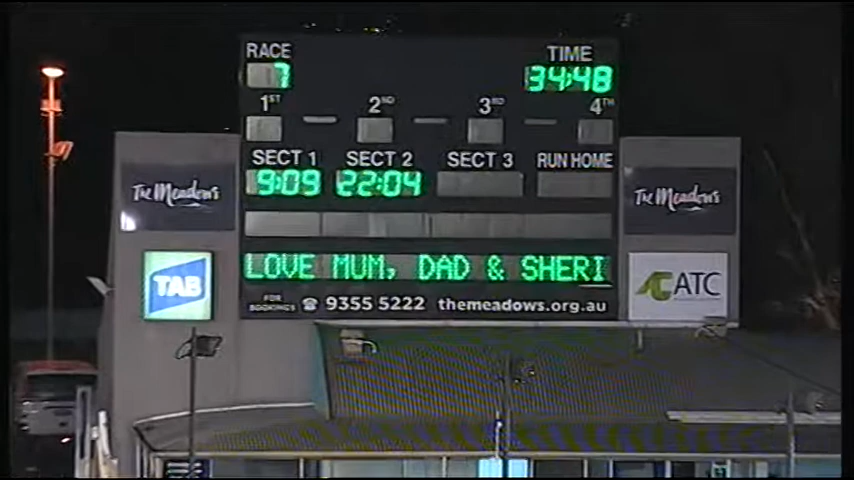 RACE
7
TIME
34:48
1ST 2ND 3RD 4TH
SECT 1 SECT 2 SECT 3 RUN HOME
9:09 22:04
The Meadows
The Meadows
LOVE MUM, DAD & SHERI
TAB
ATC
FOR BOOKINGS ☎ 9355 5222 themeadows.org.au
TAB